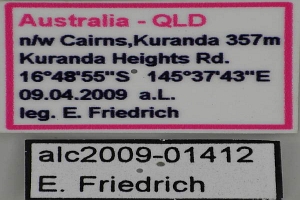 Australia - QLD
n/w Cairns,Kuranda 357m
Kuranda Heights Rd.
16°48'55"S 145°37'43"E
09.04.2009 a.L.
leg. E. Friedrich
alc2009-01412
E. Friedrich